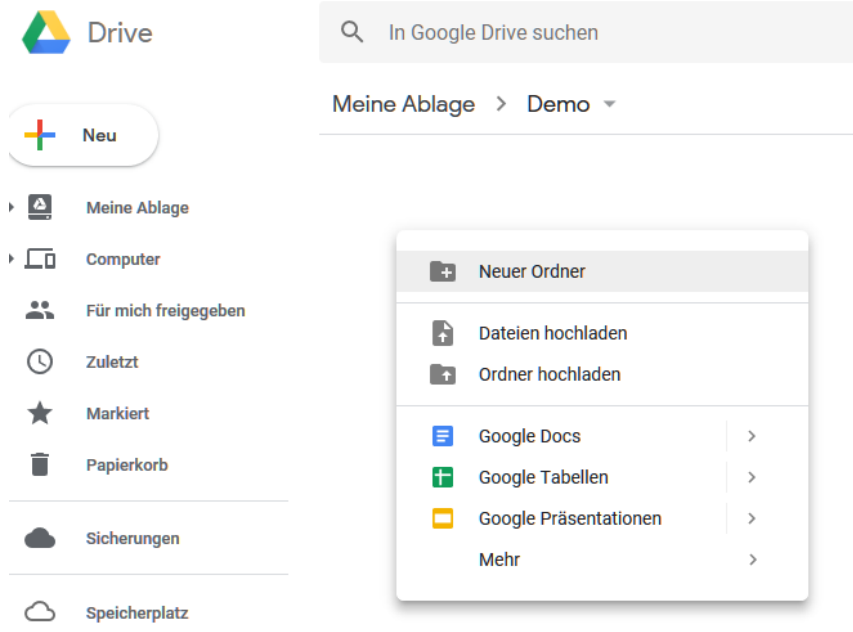 Drive
In Google Drive suchen
Meine Ablage > Demo
Neu
Meine Ablage
Computer
Für mich freigegeben
Zuletzt
Markiert
Papierkorb
Sicherungen
Speicherplatz
Neuer Ordner
Dateien hochladen
Ordner hochladen
Google Docs
Google Tabellen
Google Präsentationen
Mehr